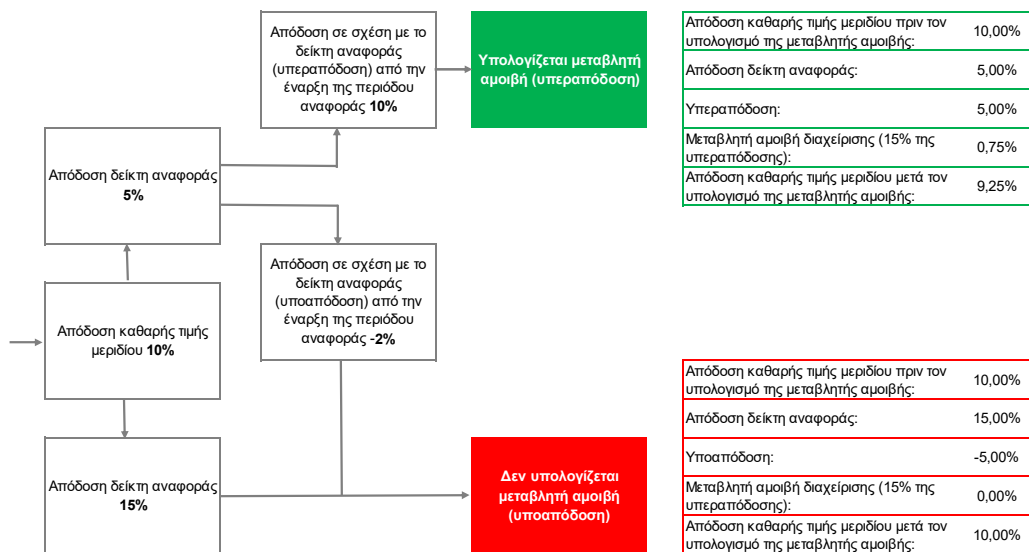 Απόδοση σε σχέση με το
δείκτη αναφοράς
(υπεραπόδοση) από την
έναρξη της περιόδου
αναφοράς 10%
Υπολογίζεται μεταβλητή
αμοιβή (υπεραπόδοση)
Απόδοση καθαρής τιμής μεριδίου πριν τον
υπολογισμό της μεταβλητής αμοιβής: 10,00%
Απόδοση δείκτη αναφοράς: 5,00%
Υπεραπόδοση: 5,00%
Μεταβλητή αμοιβή διαχείρισης (15% της
υπεραπόδοσης): 0,75%
Απόδοση καθαρής τιμής μεριδίου μετά τον
υπολογισμό της μεταβλητής αμοιβής: 9,25%
Απόδοση δείκτη αναφοράς
5%
Απόδοση σε σχέση με το
δείκτη αναφοράς
(υποαπόδοση) από την
έναρξη της περιόδου
αναφοράς -2%
Απόδοση καθαρής τιμής
μεριδίου 10%
Απόδοση δείκτη αναφοράς
15%
Δεν υπολογίζεται
μεταβλητή αμοιβή
(υποαπόδοση)
Απόδοση καθαρής τιμής μεριδίου πριν τον
υπολογισμό της μεταβλητής αμοιβής: 10,00%
Απόδοση δείκτη αναφοράς: 15,00%
Υποαπόδοση: -5,00%
Μεταβλητή αμοιβή διαχείρισης (15% της
υπεραπόδοσης): 0,00%
Απόδοση καθαρής τιμής μεριδίου μετά τον
υπολογισμό της μεταβλητής αμοιβής: 10,00%